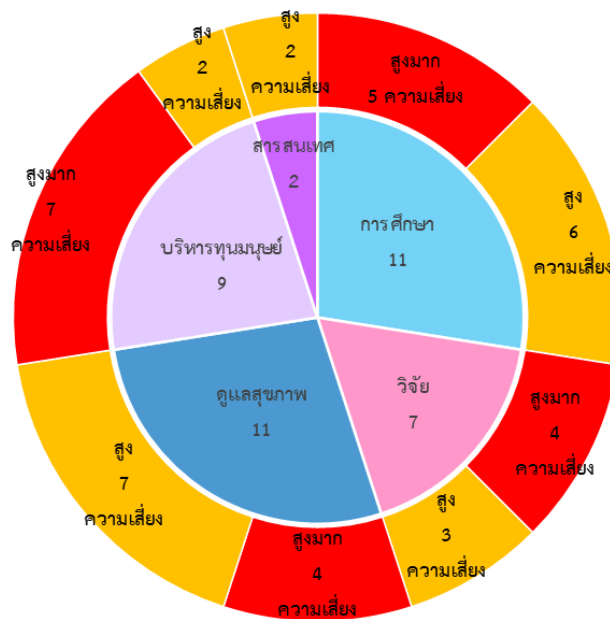 สูง
2
ความเสี่ยง
สูง
2
ความเสี่ยง
สูงมาก
5 ความเสี่ยง
สูง
6
ความเสี่ยง
สูงมาก
4
ความเสี่ยง
สูง
3
ความเสี่ยง
สูงมาก
4
ความเสี่ยง
สูง
7
ความเสี่ยง
สูงมาก
7
ความเสี่ยง
สารสนเทศ
2
การศึกษา
11
วิจัย
7
ดูแลสุขภาพ
11
บริหารทุนมนุษย์
9